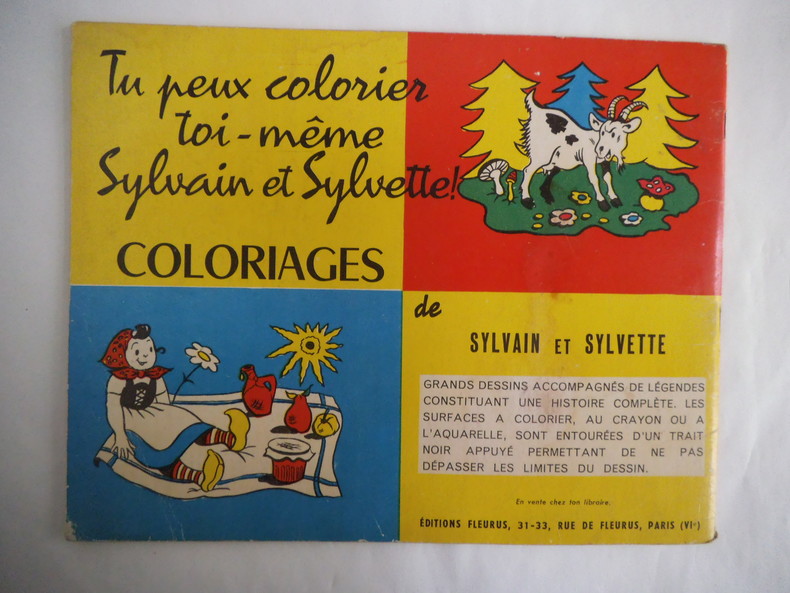 Tu peux colorier
toi-même
Sylvain et Sylvette!
COLORIAGES
de
SYLVAIN ET SYLVETTE
GRANDS DESSINS ACCOMPAGNÉS DE LÉGENDES
CONSTITUANT UNE HISTOIRE COMPLÈTE. LES
SURFACES A COLORIER, AU CRAYON OU A
L'AQUARELLE, SONT ENTOURÉES D'UN TRAIT
NOIR APPUYÉ PERMETTANT DE NE PAS
DÉPASSER LES LIMITES DU DESSIN.
En vente chez ton libraire.
ÉDITIONS FLEURUS, 31-33, RUE DE FLEURUS, PARIS (VIe)